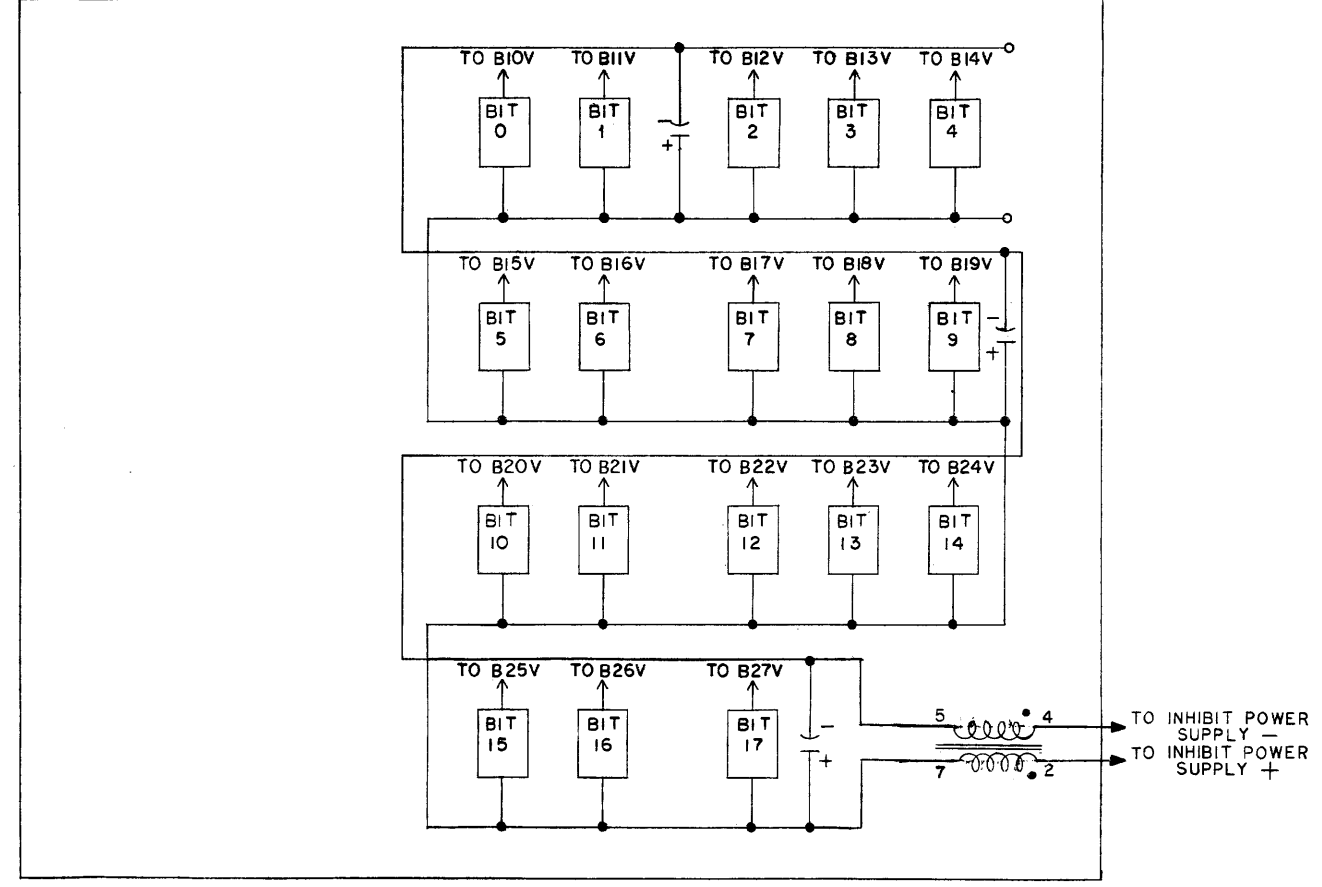 TO B10V TO B11V TO B12V TO B13V TO B14V
BIT 0 BIT 1 − + BIT 2 BIT 3 BIT 4
TO B15V TO B16V TO B17V TO B18V TO B19V
BIT 5 BIT 6 BIT 7 BIT 8 BIT 9 − +
TO B20V TO B21V TO B22V TO B23V TO B24V
BIT 10 BIT 11 BIT 12 BIT 13 BIT 14
TO B25V TO B26V TO B27V
BIT 15 BIT 16 BIT 17 − +
5 4 TO INHIBIT POWER
SUPPLY −
TO INHIBIT POWER
7 2 SUPPLY +